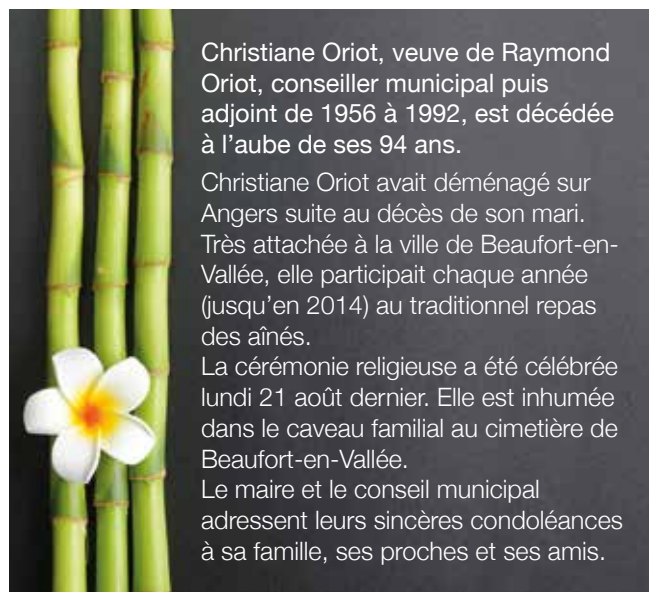 Christiane Oriot, veuve de Raymond
Oriot, conseiller municipal puis
adjoint de 1956 à 1992, est décédée
à l’aube de ses 94 ans.
Christiane Oriot avait déménagé sur
Angers suite au décès de son mari.
Très attachée à la ville de Beaufort-en-
Vallée, elle participait chaque année
(jusqu’en 2014) au traditionnel repas
des aînés.
La cérémonie religieuse a été célébrée
lundi 21 août dernier. Elle est inhumée
dans le caveau familial au cimetière de
Beaufort-en-Vallée.
Le maire et le conseil municipal
adressent leurs sincères condoléances
à sa famille, ses proches et ses amis.